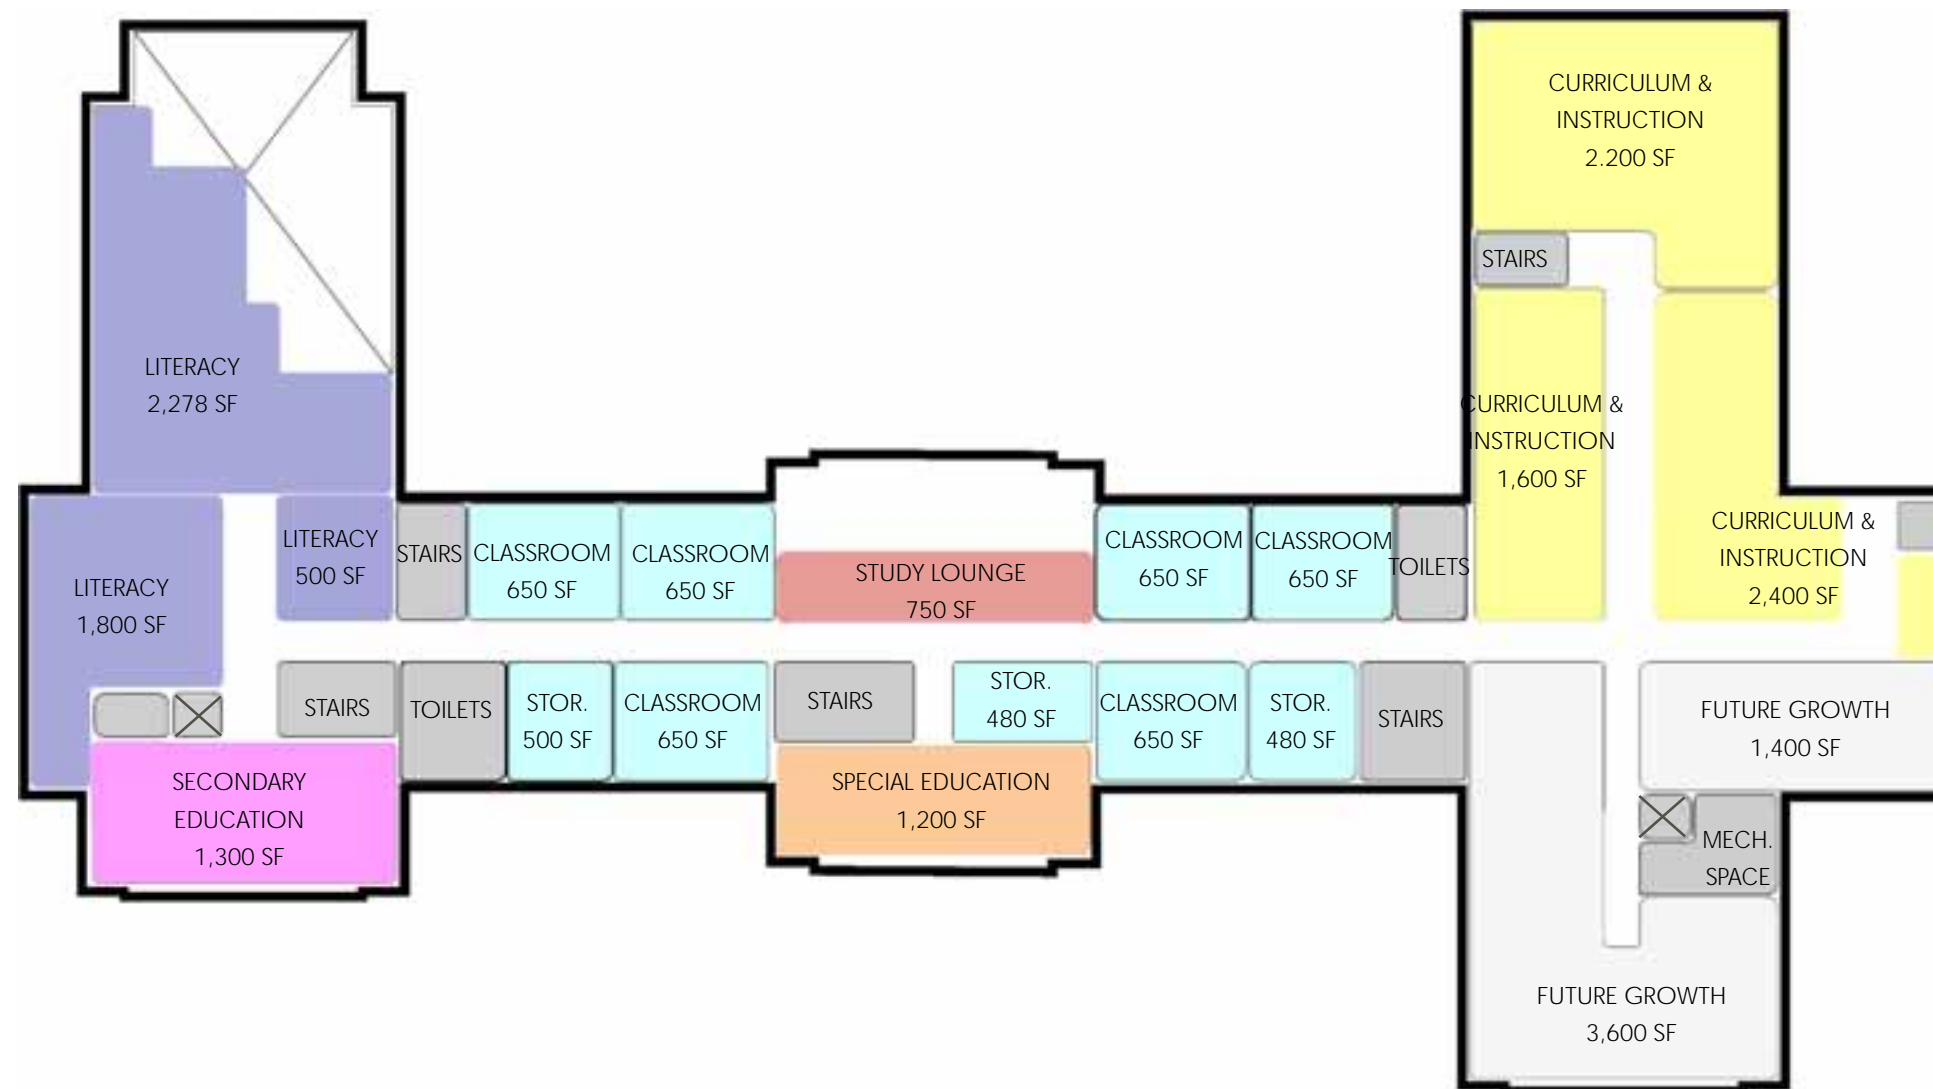 CURRICULUM &
INSTRUCTION
2.200 SF
STAIRS
LITERACY
2,278 SF
CURRICULUM &
INSTRUCTION
1,600 SF
LITERACY
500 SF
STAIRS
CLASSROOM
650 SF
CLASSROOM
650 SF
STUDY LOUNGE
750 SF
CLASSROOM
650 SF
CLASSROOM
650 SF
TOILETS
CURRICULUM &
INSTRUCTION
2,400 SF
LITERACY
1,800 SF
STAIRS
TOILETS
STOR.
500 SF
CLASSROOM
650 SF
STAIRS
STOR.
480 SF
CLASSROOM
650 SF
STOR.
480 SF
STAIRS
FUTURE GROWTH
1,400 SF
SECONDARY
EDUCATION
1,300 SF
SPECIAL EDUCATION
1,200 SF
MECH.
SPACE
FUTURE GROWTH
3,600 SF